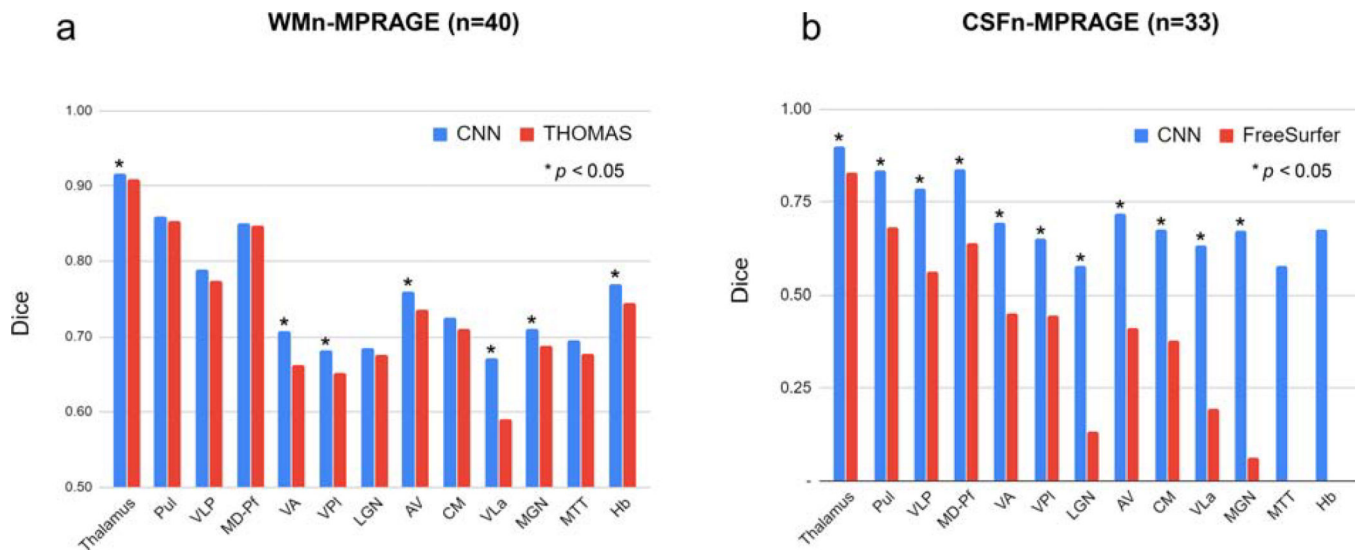 a
WMn-MPRAGE (n=40)
1.00
CNN THOMAS
* p < 0.05
0.90
0.80
0.70
0.60
0.50
Dice
* * * * * * *
Thalamus Pul VLP MD-Pf VA VPl LGN AV CM VLa MGN MTT Hb
b
CSFn-MPRAGE (n=33)
1.00
CNN FreeSurfer
* p < 0.05
0.75
0.50
0.25
-
Dice
* * * * * * * * * * *
Thalamus Pul VLP MD-Pf VA VPl LGN AV CM VLa MGN MTT Hb